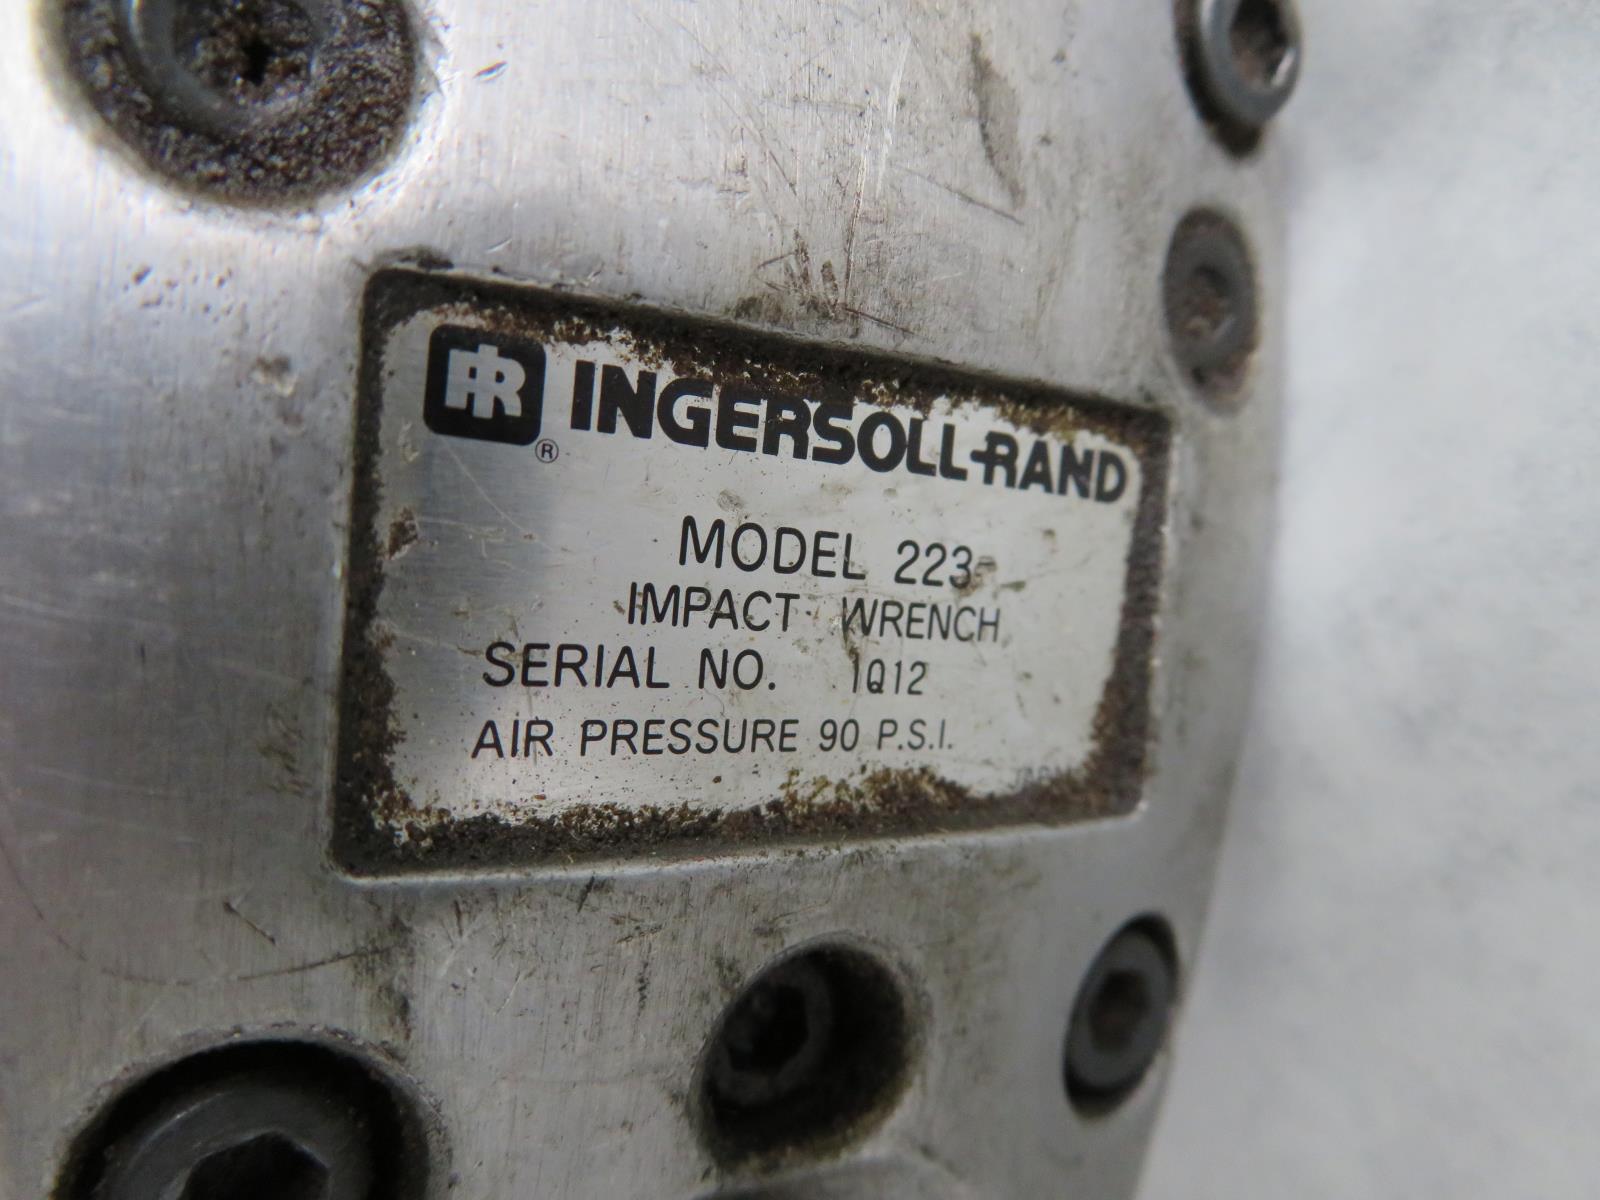 IR
®
INGERSOLL-RAND
MODEL 223
IMPACT WRENCH
SERIAL NO. 1Q12
AIR PRESSURE 90 P.S.I.